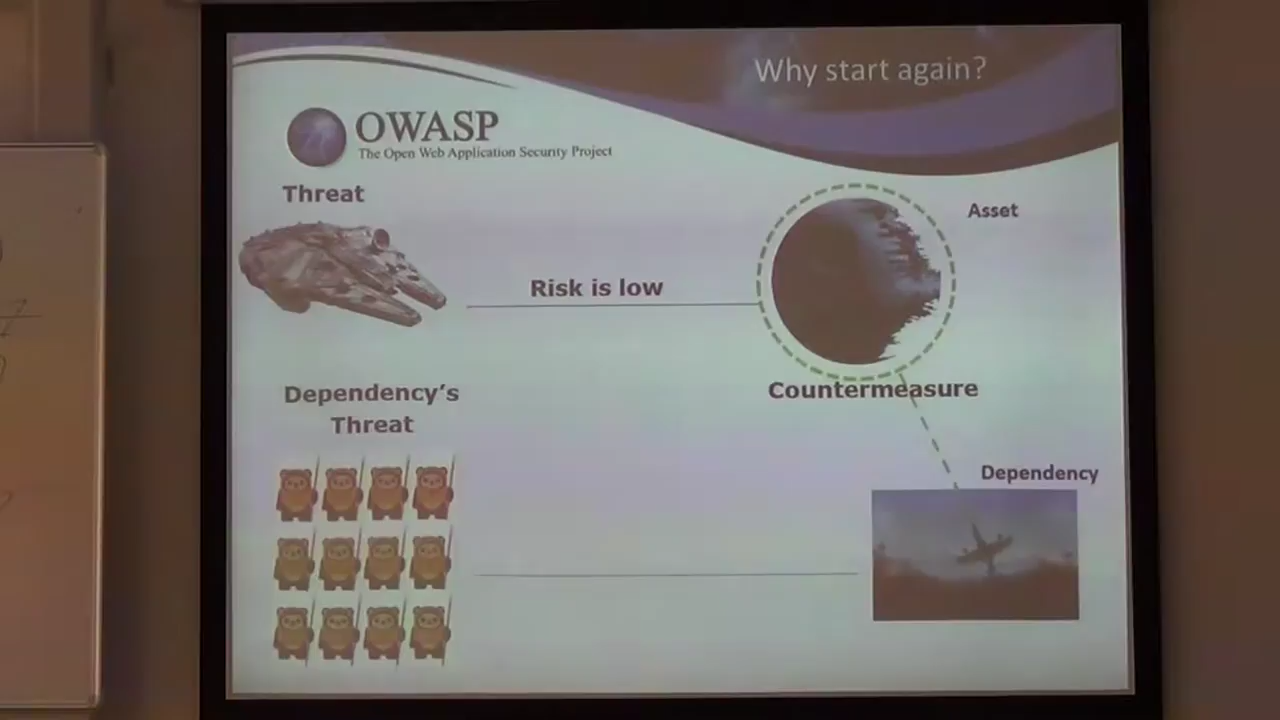 Why start again?
OWASP
The Open Web Application Security Project
Threat
Asset
Risk is low
Countermeasure
Dependency's
Threat
Dependency